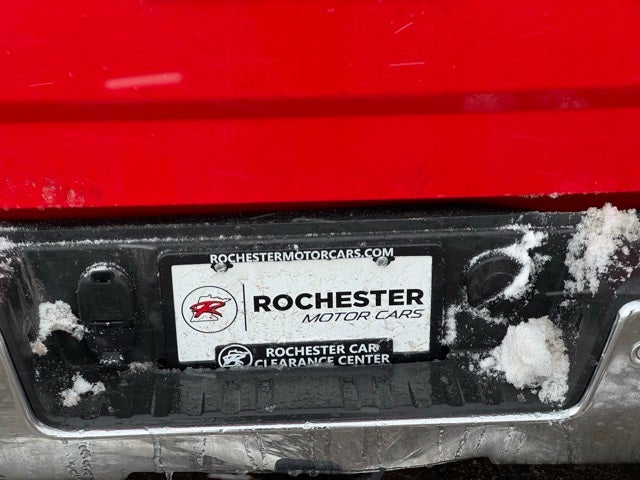 ROCHESTERMOTORCARS.COM
R
ROCHESTER
MOTOR CARS
R
ROCHESTER CAR
CLEARANCE CENTER